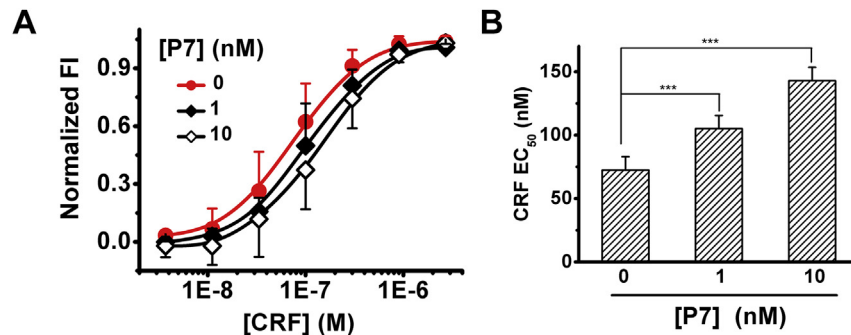 A
[P7] (nM)
0
1
10
Normalized FI
0.9
0.6
0.3
0.0
1E-8 1E-7 1E-6
[CRF] (M)
B
***
***
CRF EC50 (nM)
150
100
50
0
0 1 10
[P7] (nM)